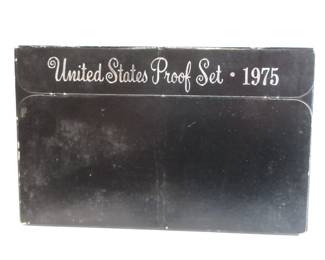 United States Proof Set • 1975